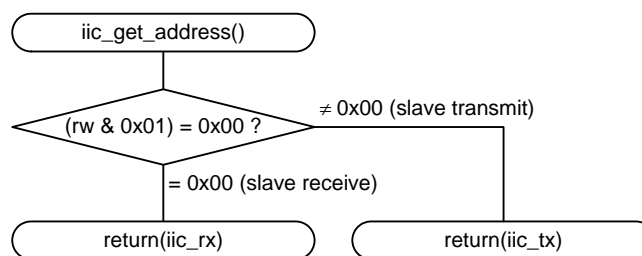 iic_get_address()
≠ 0x00 (slave transmit)
(rw & 0x01) = 0x00 ?
= 0x00 (slave receive)
return(iic_rx)
return(iic_tx)